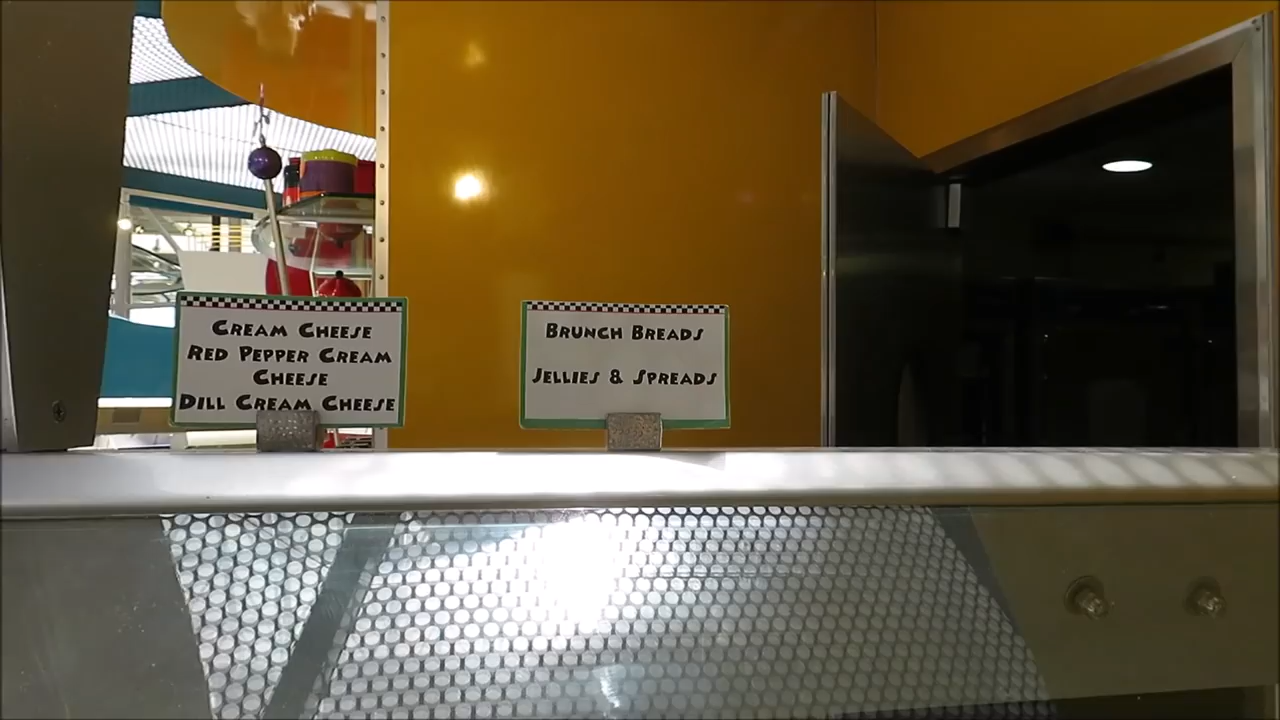 CREAM CHEESE
RED PEPPER CREAM
CHEESE
DILL CREAM CHEESE
BRUNCH BREADS
JELLIES & SPREADS